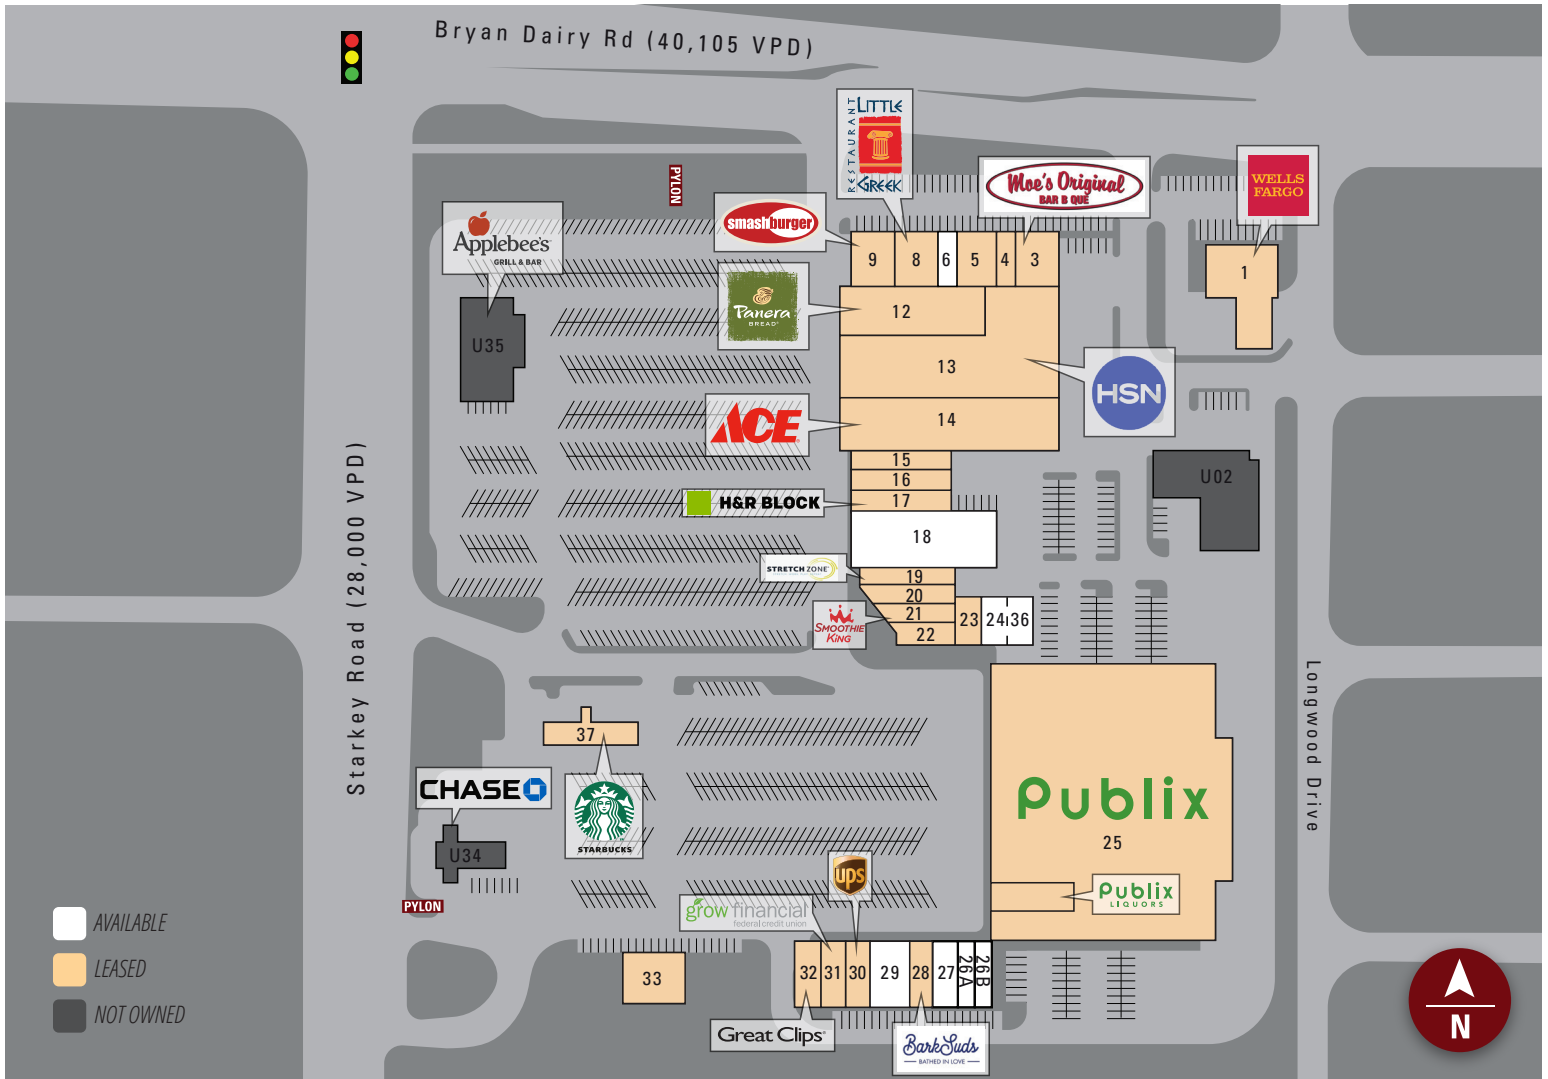 Bryan Dairy Rd (40,105 VPD)
RESTAURANT
LITTLE
GREEK
PYLON
Moe's Original
BAR B QUE
WELLS
FARGO
smashburger
Applebee's
GRILL & BAR
9
8
6
5
4
3
1
Panera
BREAD®
12
U35
13
HSN
ACE
14
15
16
17
H&R BLOCK
U02
18
STRETCH ZONE
19
20
21
22
23
24
36
SMOOTHIE
KING
Starkey Road (28,000 VPD)
Longwood Drive
37
CHASE
STARBUCKS
U34
Publix
25
Publix
LIQUORS
ups
grow financial
federal credit union
PYLON
AVAILABLE
LEASED
NOT OWNED
33
32
31
30
29
28
27
26A
26B
Great Clips®
BarkSuds
BATHED IN LOVE
N